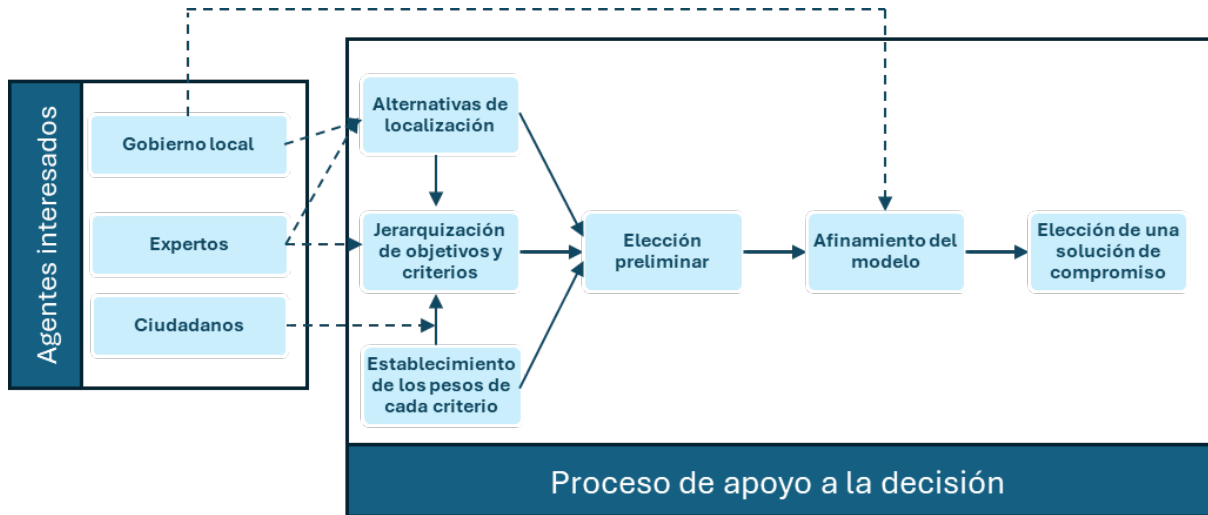 Agentes interesados
Gobierno local
Expertos
Ciudadanos
Alternativas de
localización
Jerarquización
de objetivos y
criterios
Establecimiento
de los pesos de
cada criterio
Elección
preliminar
Afinamiento del
modelo
Elección de una
solución de
compromiso
Proceso de apoyo a la decisión